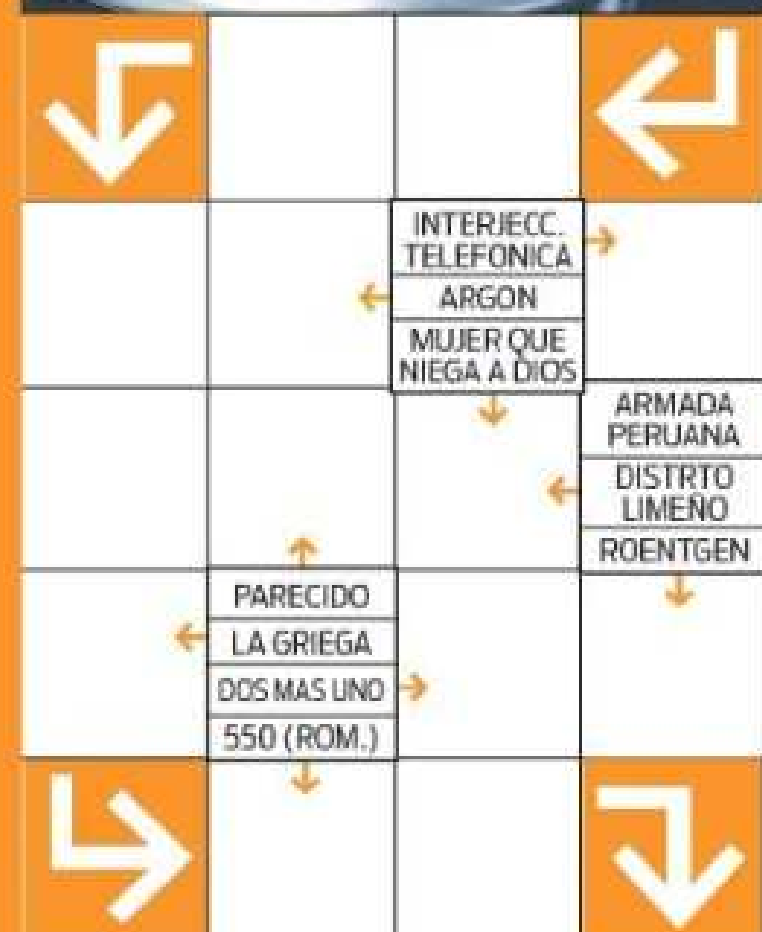 INTERJECC.
TELEFONICA
ARGON
MUJER QUE
NIEGA A DIOS
ARMADA
PERUANA
DISTRTO
LIMEÑO
ROENTGEN
PARECIDO
LA GRIEGA
DOS MAS UNO
550 (ROM.)